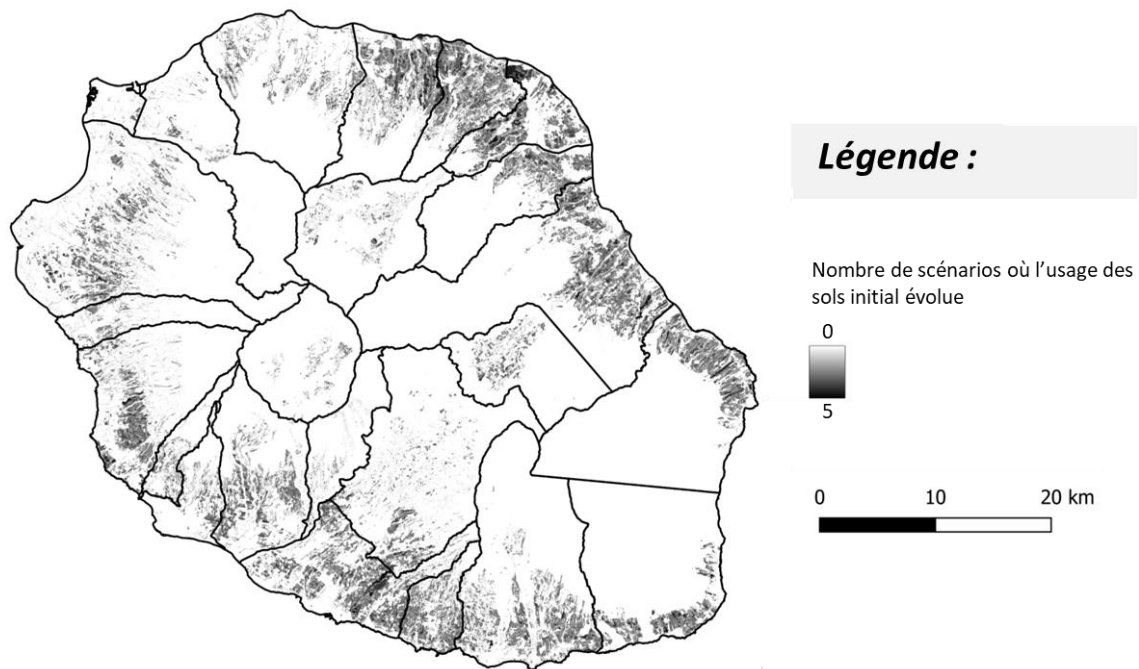 Légende :
Nombre de scénarios où l'usage des
sols initial évolue
0
5
0 10 20 km